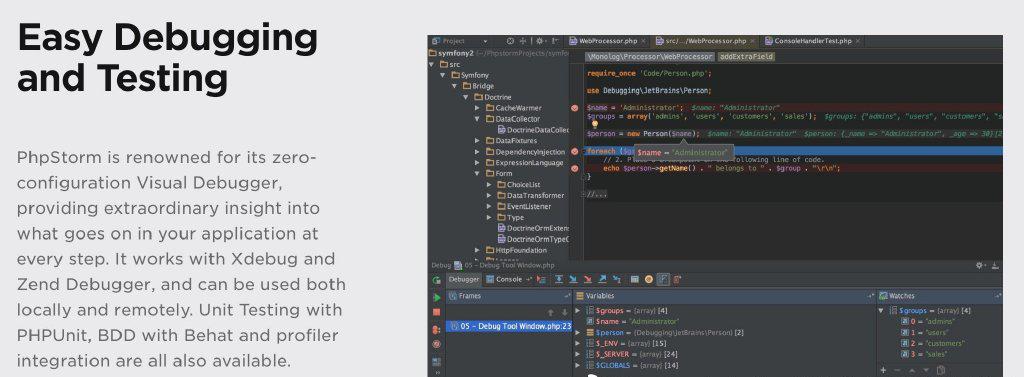 Easy Debugging
and Testing
PhpStorm is renowned for its zero-
configuration Visual Debugger,
providing extraordinary insight into
what goes on in your application at
every step. It works with Xdebug and
Zend Debugger, and can be used both
locally and remotely. Unit Testing with
PHPUnit, BDD with Behat and profiler
integration are all also available.
Project
WebProcessor.php
src/.../WebProcessor.php
ConsoleHandlerTest.php
symfony2 (~/PhpstormProjects/symf
src
Symfony
Bridge
Doctrine
CacheWarmer
DataCollector
DoctrineDataCollec
DataFixtures
DependencyInjection
ExpressionLanguage
Form
ChoiceList
DataTransformer
EventListener
Type
DoctrineOrmExten
DoctrineOrmTypeG
HttpFoundation
\Monolog\Processor\WebProcessor
addExtraField
require_once 'Code/Person.php';
use Debugging\JetBrains\Person;
$name = 'Administrator'; $name: "Administrator"
$groups = array('admins', 'users', 'customers', 'sales'); $groups: {"admins", "users", "customers", "s
$person = new Person($name); $name: "Administrator" $person: {_name => "Administrator", _age => 30}[2
foreach ($g
$name = "Administrator"
// 2. Pl the following line of code.
echo $person->getName() . " belongs to " . $group . "\r\n";
}
//...
Debug 05 - Debug Tool Window.php
Debugger
Console
Frames
05 - Debug Tool Window.php:23
Variables
$groups = {array} [4]
$name = "Administrator"
$person = {Debugging\JetBrains\Person} [2]
$_ENV = {array} [15]
$_SERVER = {array} [24]
$GLOBALS = {array} [14]
Watches
$groups = {array} [4]
0 = "admins"
1 = "users"
2 = "customers"
3 = "sales"